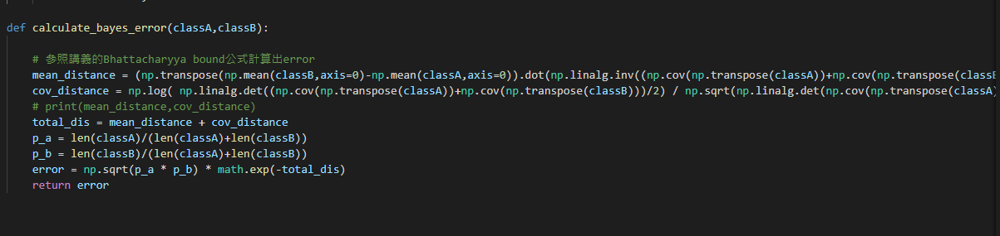 def calculate_bayes_error(classA,classB):
# 參照講義的Bhattacharyya bound公式計算出error
mean_distance = (np.transpose(np.mean(classB,axis=0)-np.mean(classA,axis=0)).dot(np.linalg.inv((np.cov(np.transpose(classA))+np.cov(np.transpose(classB
cov_distance = np.log( np.linalg.det((np.cov(np.transpose(classA))+np.cov(np.transpose(classB)))/2) / np.sqrt(np.linalg.det(np.cov(np.transpose(classA)
# print(mean_distance,cov_distance)
total_dis = mean_distance + cov_distance
p_a = len(classA)/(len(classA)+len(classB))
p_b = len(classB)/(len(classA)+len(classB))
error = np.sqrt(p_a * p_b) * math.exp(-total_dis)
return error